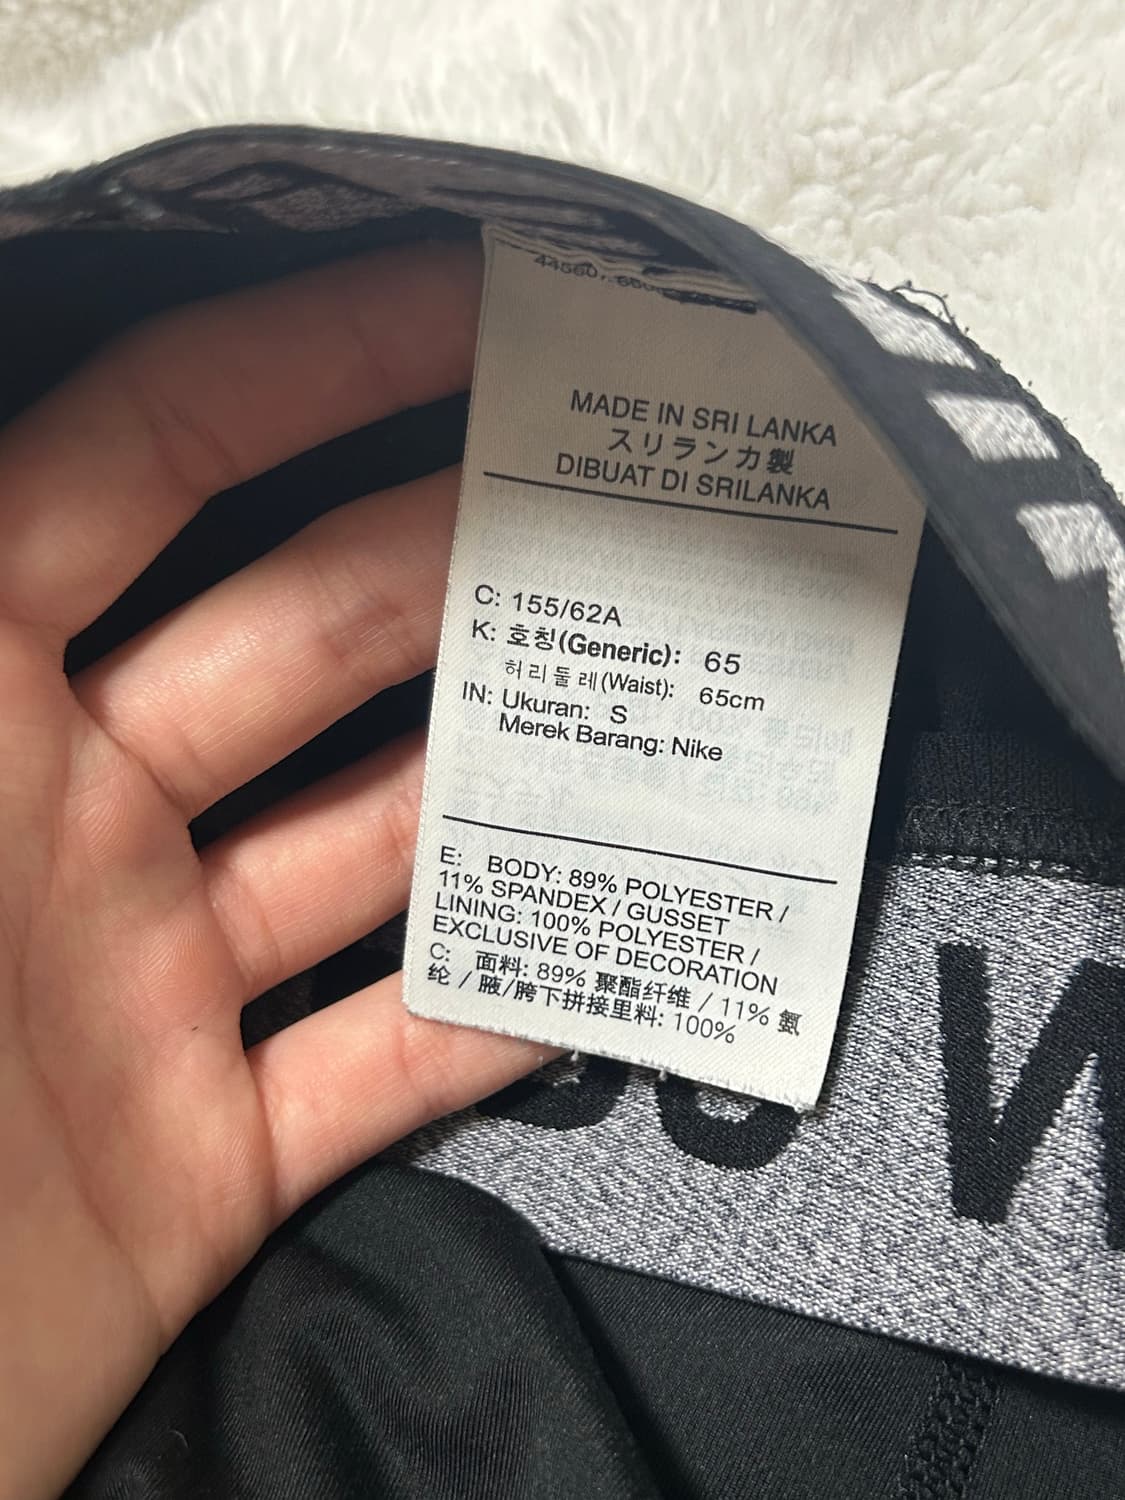 MADE IN SRI LANKA
スリランカ製
DIBUAT DI SRILANKA
C: 155/62A
K: 호칭(Generic): 65
허리둘레(Waist): 65cm
IN: Ukuran: S
Merek Barang: Nike
E: BODY: 89% POLYESTER /
11% SPANDEX / GUSSET
LINING: 100% POLYESTER /
EXCLUSIVE OF DECORATION
C: 面料: 89% 聚酯纤维 / 11% 氨
纶 / 腋/胯下拼接里料: 100%